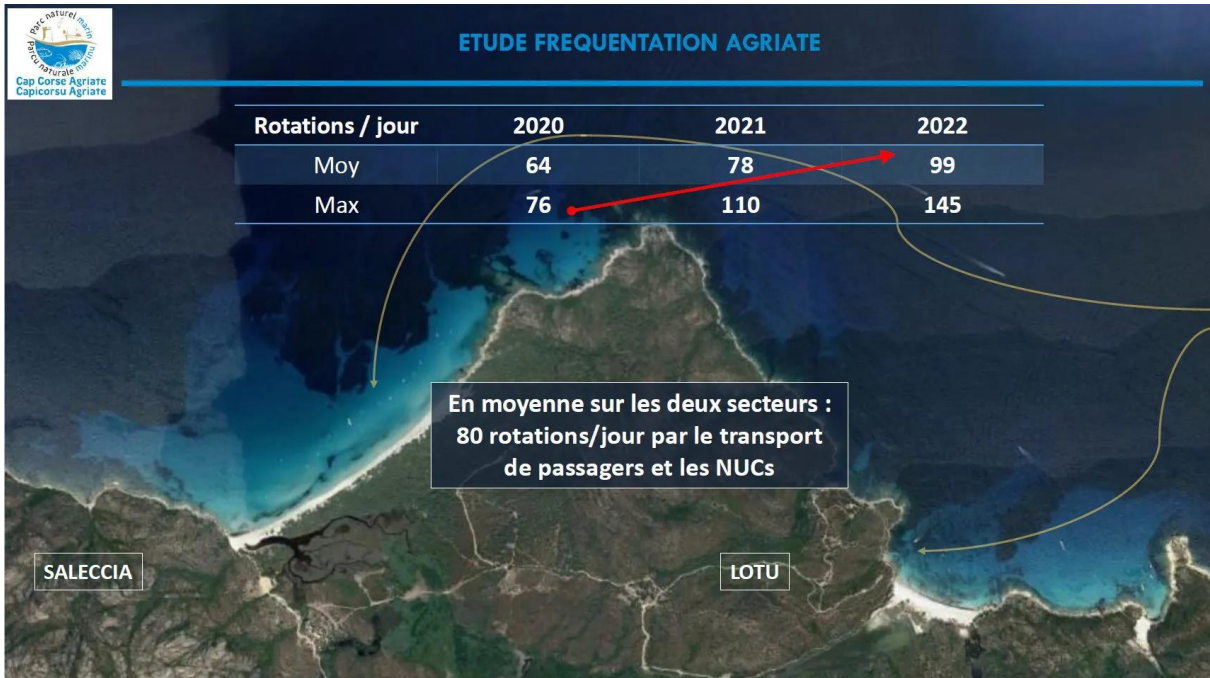 Parc naturel marin
Parcu naturale marinu
Cap Corse Agriate
Capicorsu Agriate
ETUDE FREQUENTATION AGRIATE
Rotations / jour 2020 2021 2022
Moy 64 78 99
Max 76 110 145
En moyenne sur les deux secteurs :
80 rotations/jour par le transport
de passagers et les NUCs
SALECCIA
LOTU